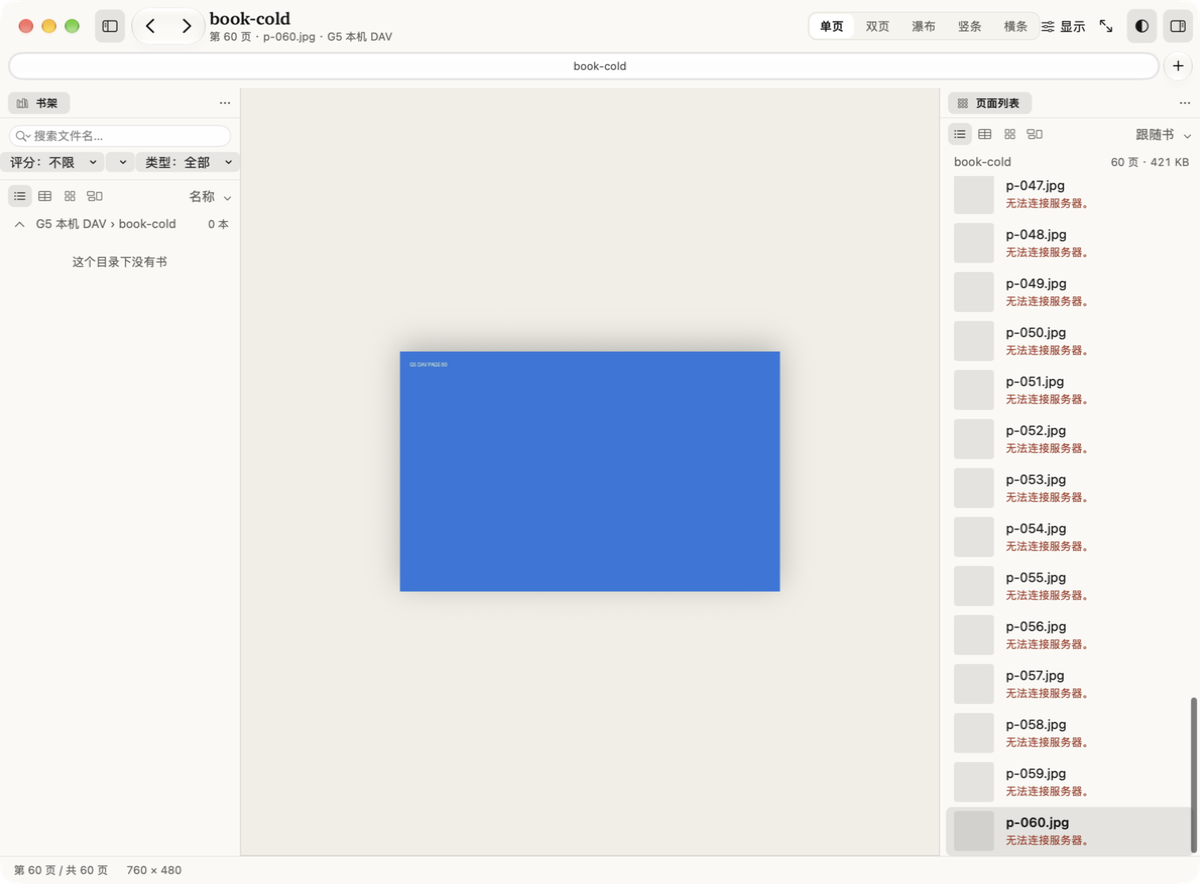 book-cold
第 60 页 · p-060.jpg · G5 本机 DAV
单页 双页 瀑布 竖条 横条 显示
book-cold
书架
搜索文件名...
评分：不限 类型：全部
名称
G5 本机 DAV › book-cold 0 本
这个目录下没有书
G5 DAV PAGE 60
页面列表
跟随书
book-cold 60 页 · 421 KB
p-047.jpg
无法连接服务器。
p-048.jpg
无法连接服务器。
p-049.jpg
无法连接服务器。
p-050.jpg
无法连接服务器。
p-051.jpg
无法连接服务器。
p-052.jpg
无法连接服务器。
p-053.jpg
无法连接服务器。
p-054.jpg
无法连接服务器。
p-055.jpg
无法连接服务器。
p-056.jpg
无法连接服务器。
p-057.jpg
无法连接服务器。
p-058.jpg
无法连接服务器。
p-059.jpg
无法连接服务器。
p-060.jpg
无法连接服务器。
第 60 页 / 共 60 页 760 × 480